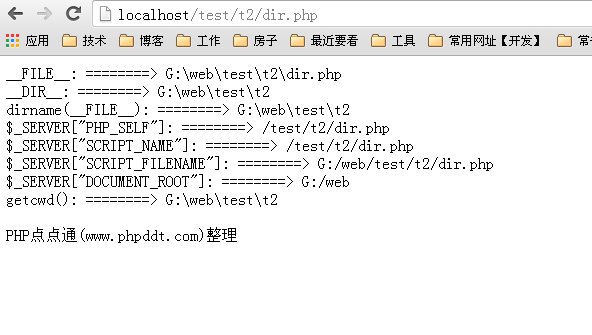 localhost/test/t2/dir.php
应用 技术 博客 工作 房子 最近要看 工具 常用网址【开发】
__FILE__: ========> G:\web\test\t2\dir.php
__DIR__: ========> G:\web\test\t2
dirname(__FILE__): ========> G:\web\test\t2
$_SERVER["PHP_SELF"]: ========> /test/t2/dir.php
$_SERVER["SCRIPT_NAME"]: ========> /test/t2/dir.php
$_SERVER["SCRIPT_FILENAME"]: ========> G:/web/test/t2/dir.php
$_SERVER["DOCUMENT_ROOT"]: ========> G:/web
getcwd(): ========> G:\web\test\t2
PHP点点通(www.phpddt.com)整理